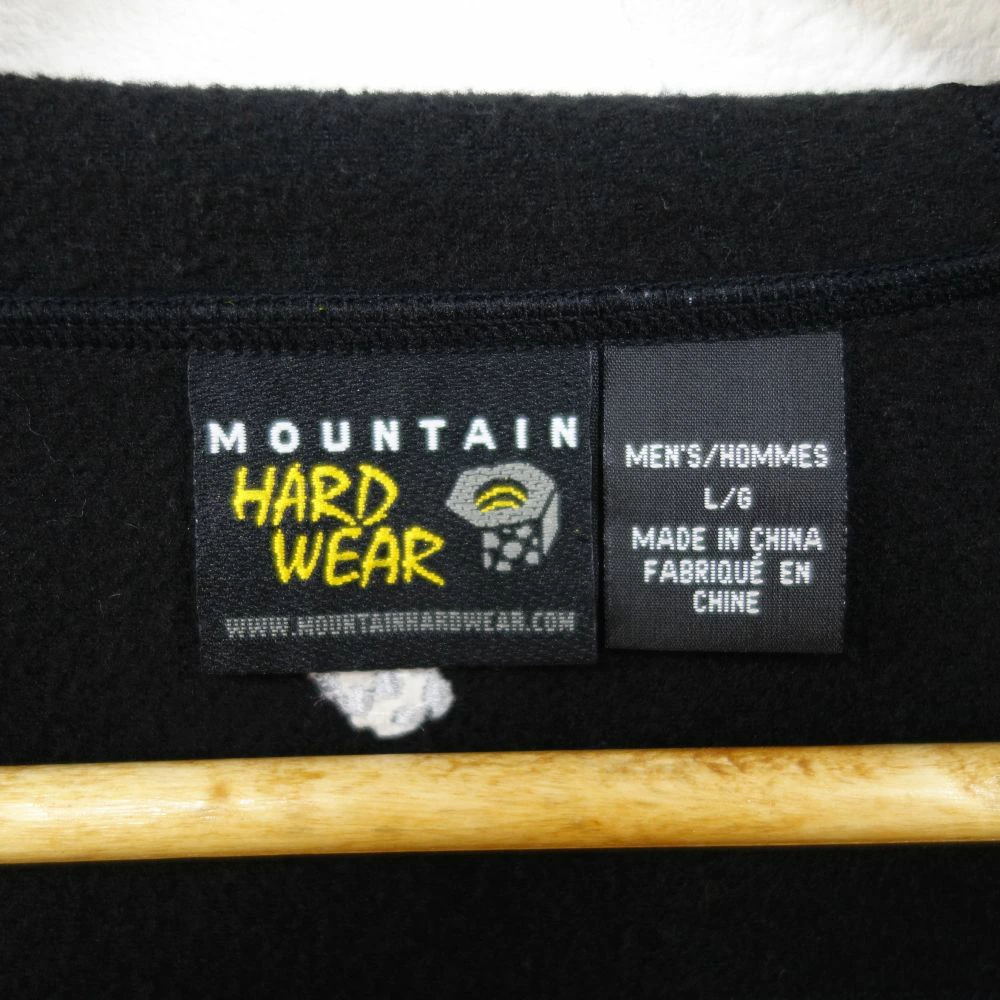 MOUNTAIN
HARD
WEAR
WWW.MOUNTAINHARDWEAR.COM
MEN'S/HOMMES
L/G
MADE IN CHINA
FABRIQUÉ EN
CHINE